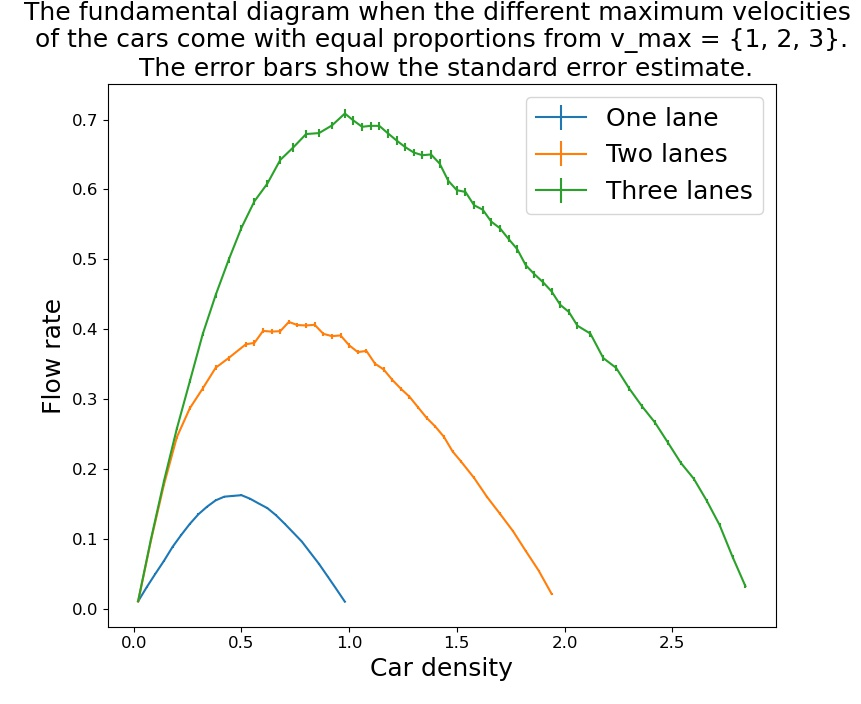 The fundamental diagram when the different maximum velocities
of the cars come with equal proportions from v_max = {1, 2, 3}.
The error bars show the standard error estimate.
One lane
Two lanes
Three lanes
0.7
0.6
0.5
0.4
0.3
0.2
0.1
0.0
Flow rate
0.0 0.5 1.0 1.5 2.0 2.5
Car density